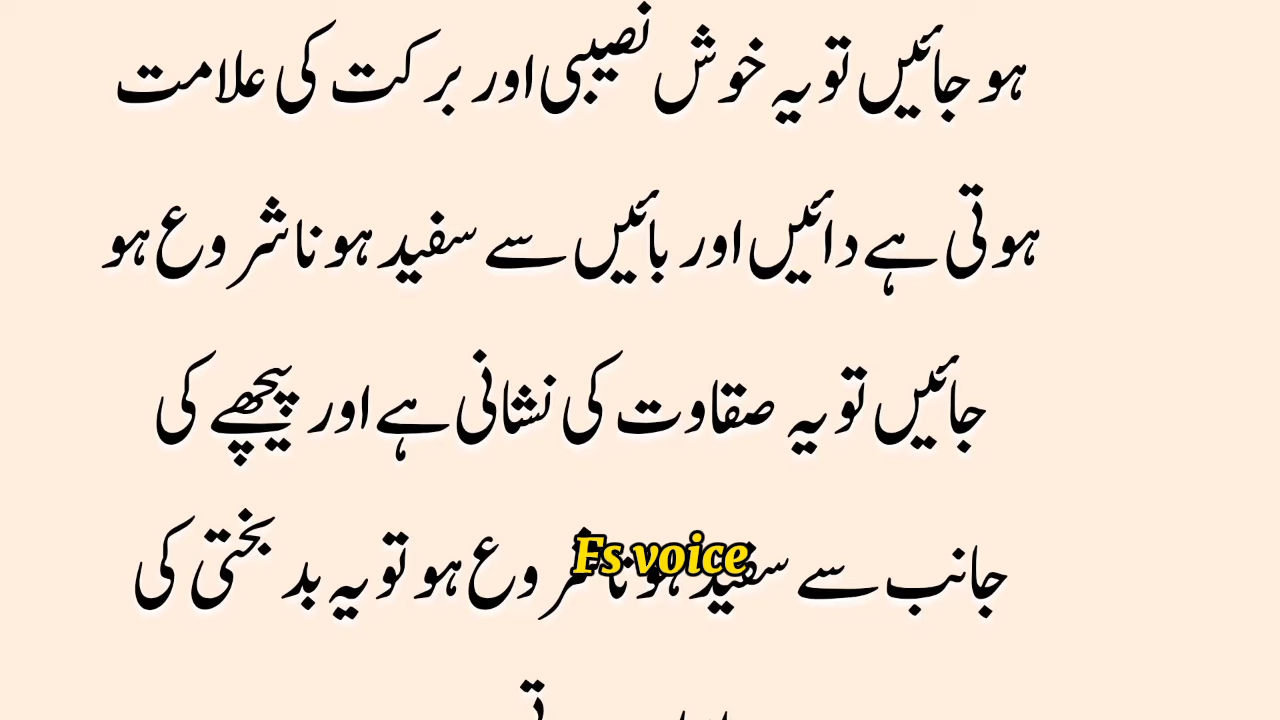 ہو جائیں تو یہ خوش نصیبی اور برکت کی علامت
ہوتی ہے دائیں اور بائیں سے سفید ہونا شروع ہو
جائیں تو یہ صقاوت کی نشانی ہے اور پیچھے کی
جانب سے سفید ہونا شروع ہو تو یہ بد بختی کی
Fs voice